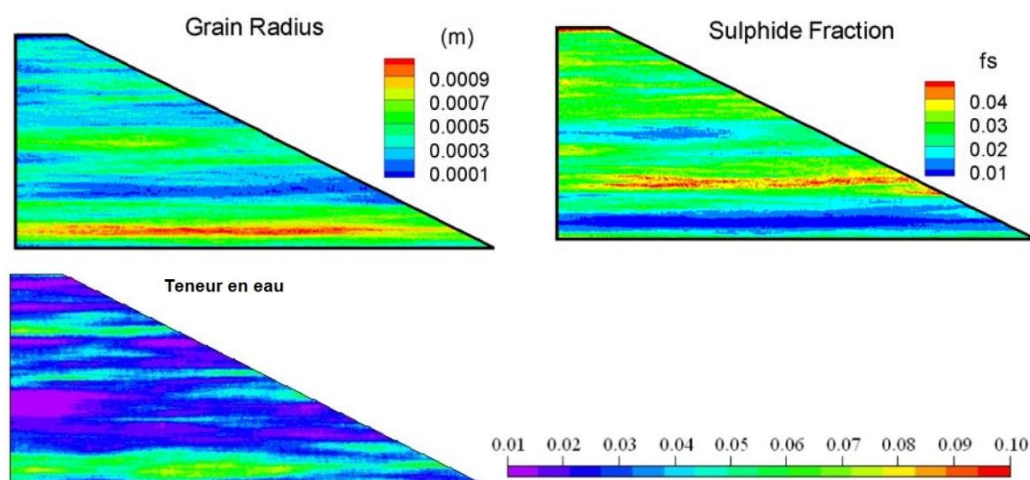 Grain Radius
(m)
0.0009
0.0007
0.0005
0.0003
0.0001
Sulphide Fraction
fs
0.04
0.03
0.02
0.01
Teneur en eau
0.01 0.02 0.03 0.04 0.05 0.06 0.07 0.08 0.09 0.10